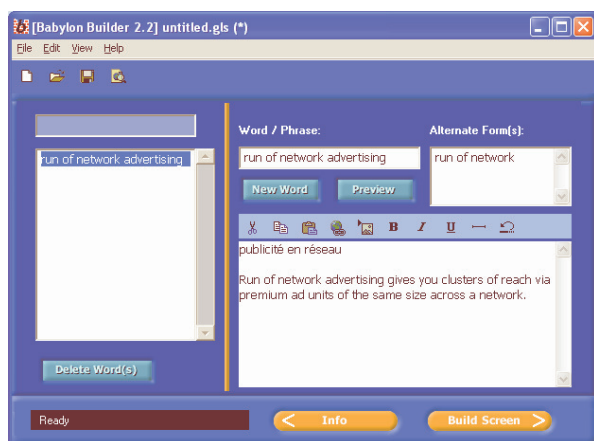 [Babylon Builder 2.2] untitled.gls (*)
File Edit View Help
Word / Phrase:
Alternate Form(s):
run of network advertising
run of network advertising
run of network
New Word
Preview
B I U
publicité en réseau
Run of network advertising gives you clusters of reach via
premium ad units of the same size across a network.
Delete Word(s)
Ready
< Info
Build Screen >